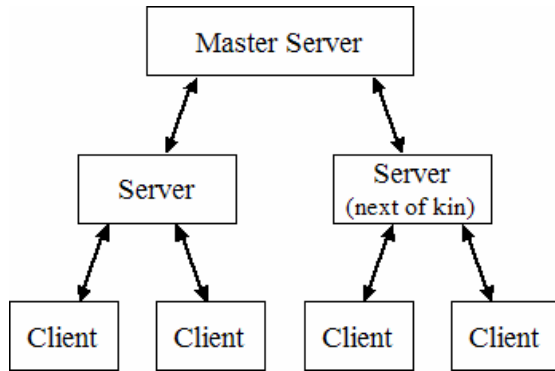 Master Server
Server
Server
(next of kin)
Client
Client
Client
Client